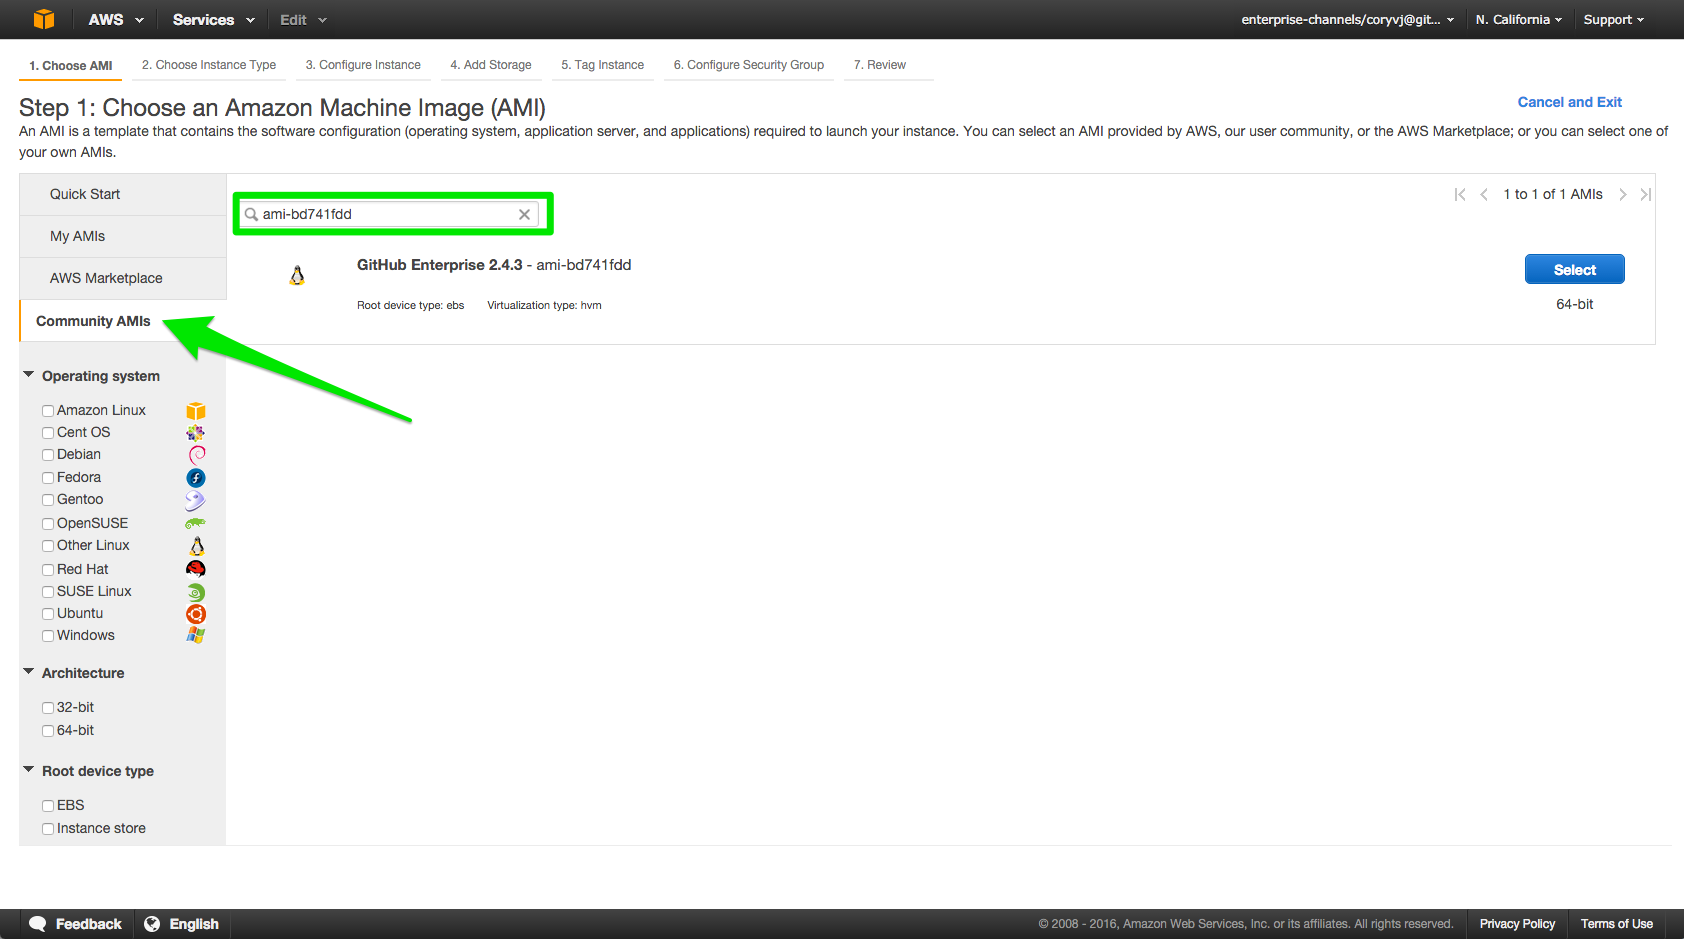 AWS Services Edit enterprise-channels/coryvj@git... N. California Support
1. Choose AMI 2. Choose Instance Type 3. Configure Instance 4. Add Storage 5. Tag Instance 6. Configure Security Group 7. Review
Step 1: Choose an Amazon Machine Image (AMI)
Cancel and Exit
An AMI is a template that contains the software configuration (operating system, application server, and applications) required to launch your instance. You can select an AMI provided by AWS, our user community, or the AWS Marketplace; or you can select one of
your own AMIs.
Quick Start
My AMIs
AWS Marketplace
Community AMIs
Operating system
Amazon Linux
Cent OS
Debian
Fedora
Gentoo
OpenSUSE
Other Linux
Red Hat
SUSE Linux
Ubuntu
Windows
Architecture
32-bit
64-bit
Root device type
EBS
Instance store
ami-bd741fdd
1 to 1 of 1 AMIs
GitHub Enterprise 2.4.3 - ami-bd741fdd
Root device type: ebs Virtualization type: hvm
Select
64-bit
Feedback English © 2008 - 2016, Amazon Web Services, Inc. or its affiliates. All rights reserved. Privacy Policy Terms of Use